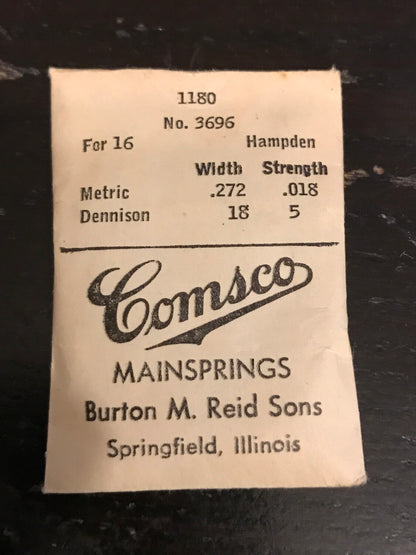 1180
No. 3696
For 16 Hampden
Width Strength
Metric .272 .018
Dennison 18 5
Comsco
MAINSPRINGS
Burton M. Reid Sons
Springfield, Illinois